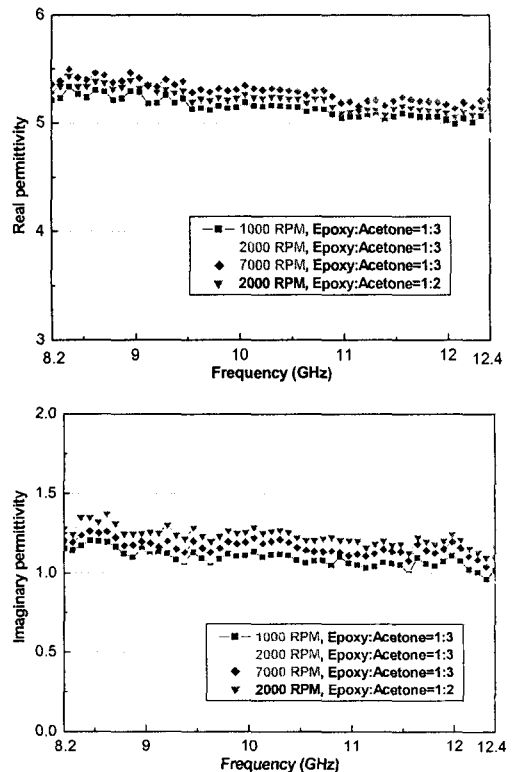 6
5
4
3
Real permittivity
1000 RPM, Epoxy:Acetone=1:3
2000 RPM, Epoxy:Acetone=1:3
7000 RPM, Epoxy:Acetone=1:3
2000 RPM, Epoxy:Acetone=1:2
8.2 9 10 11 12 12.4
Frequency (GHz)
2.0
1.5
1.0
0.5
0.0
Imaginary permittivity
1000 RPM, Epoxy:Acetone=1:3
2000 RPM, Epoxy:Acetone=1:3
7000 RPM, Epoxy:Acetone=1:3
2000 RPM, Epoxy:Acetone=1:2
8.2 9 10 11 12 12.4
Frequency (GHz)